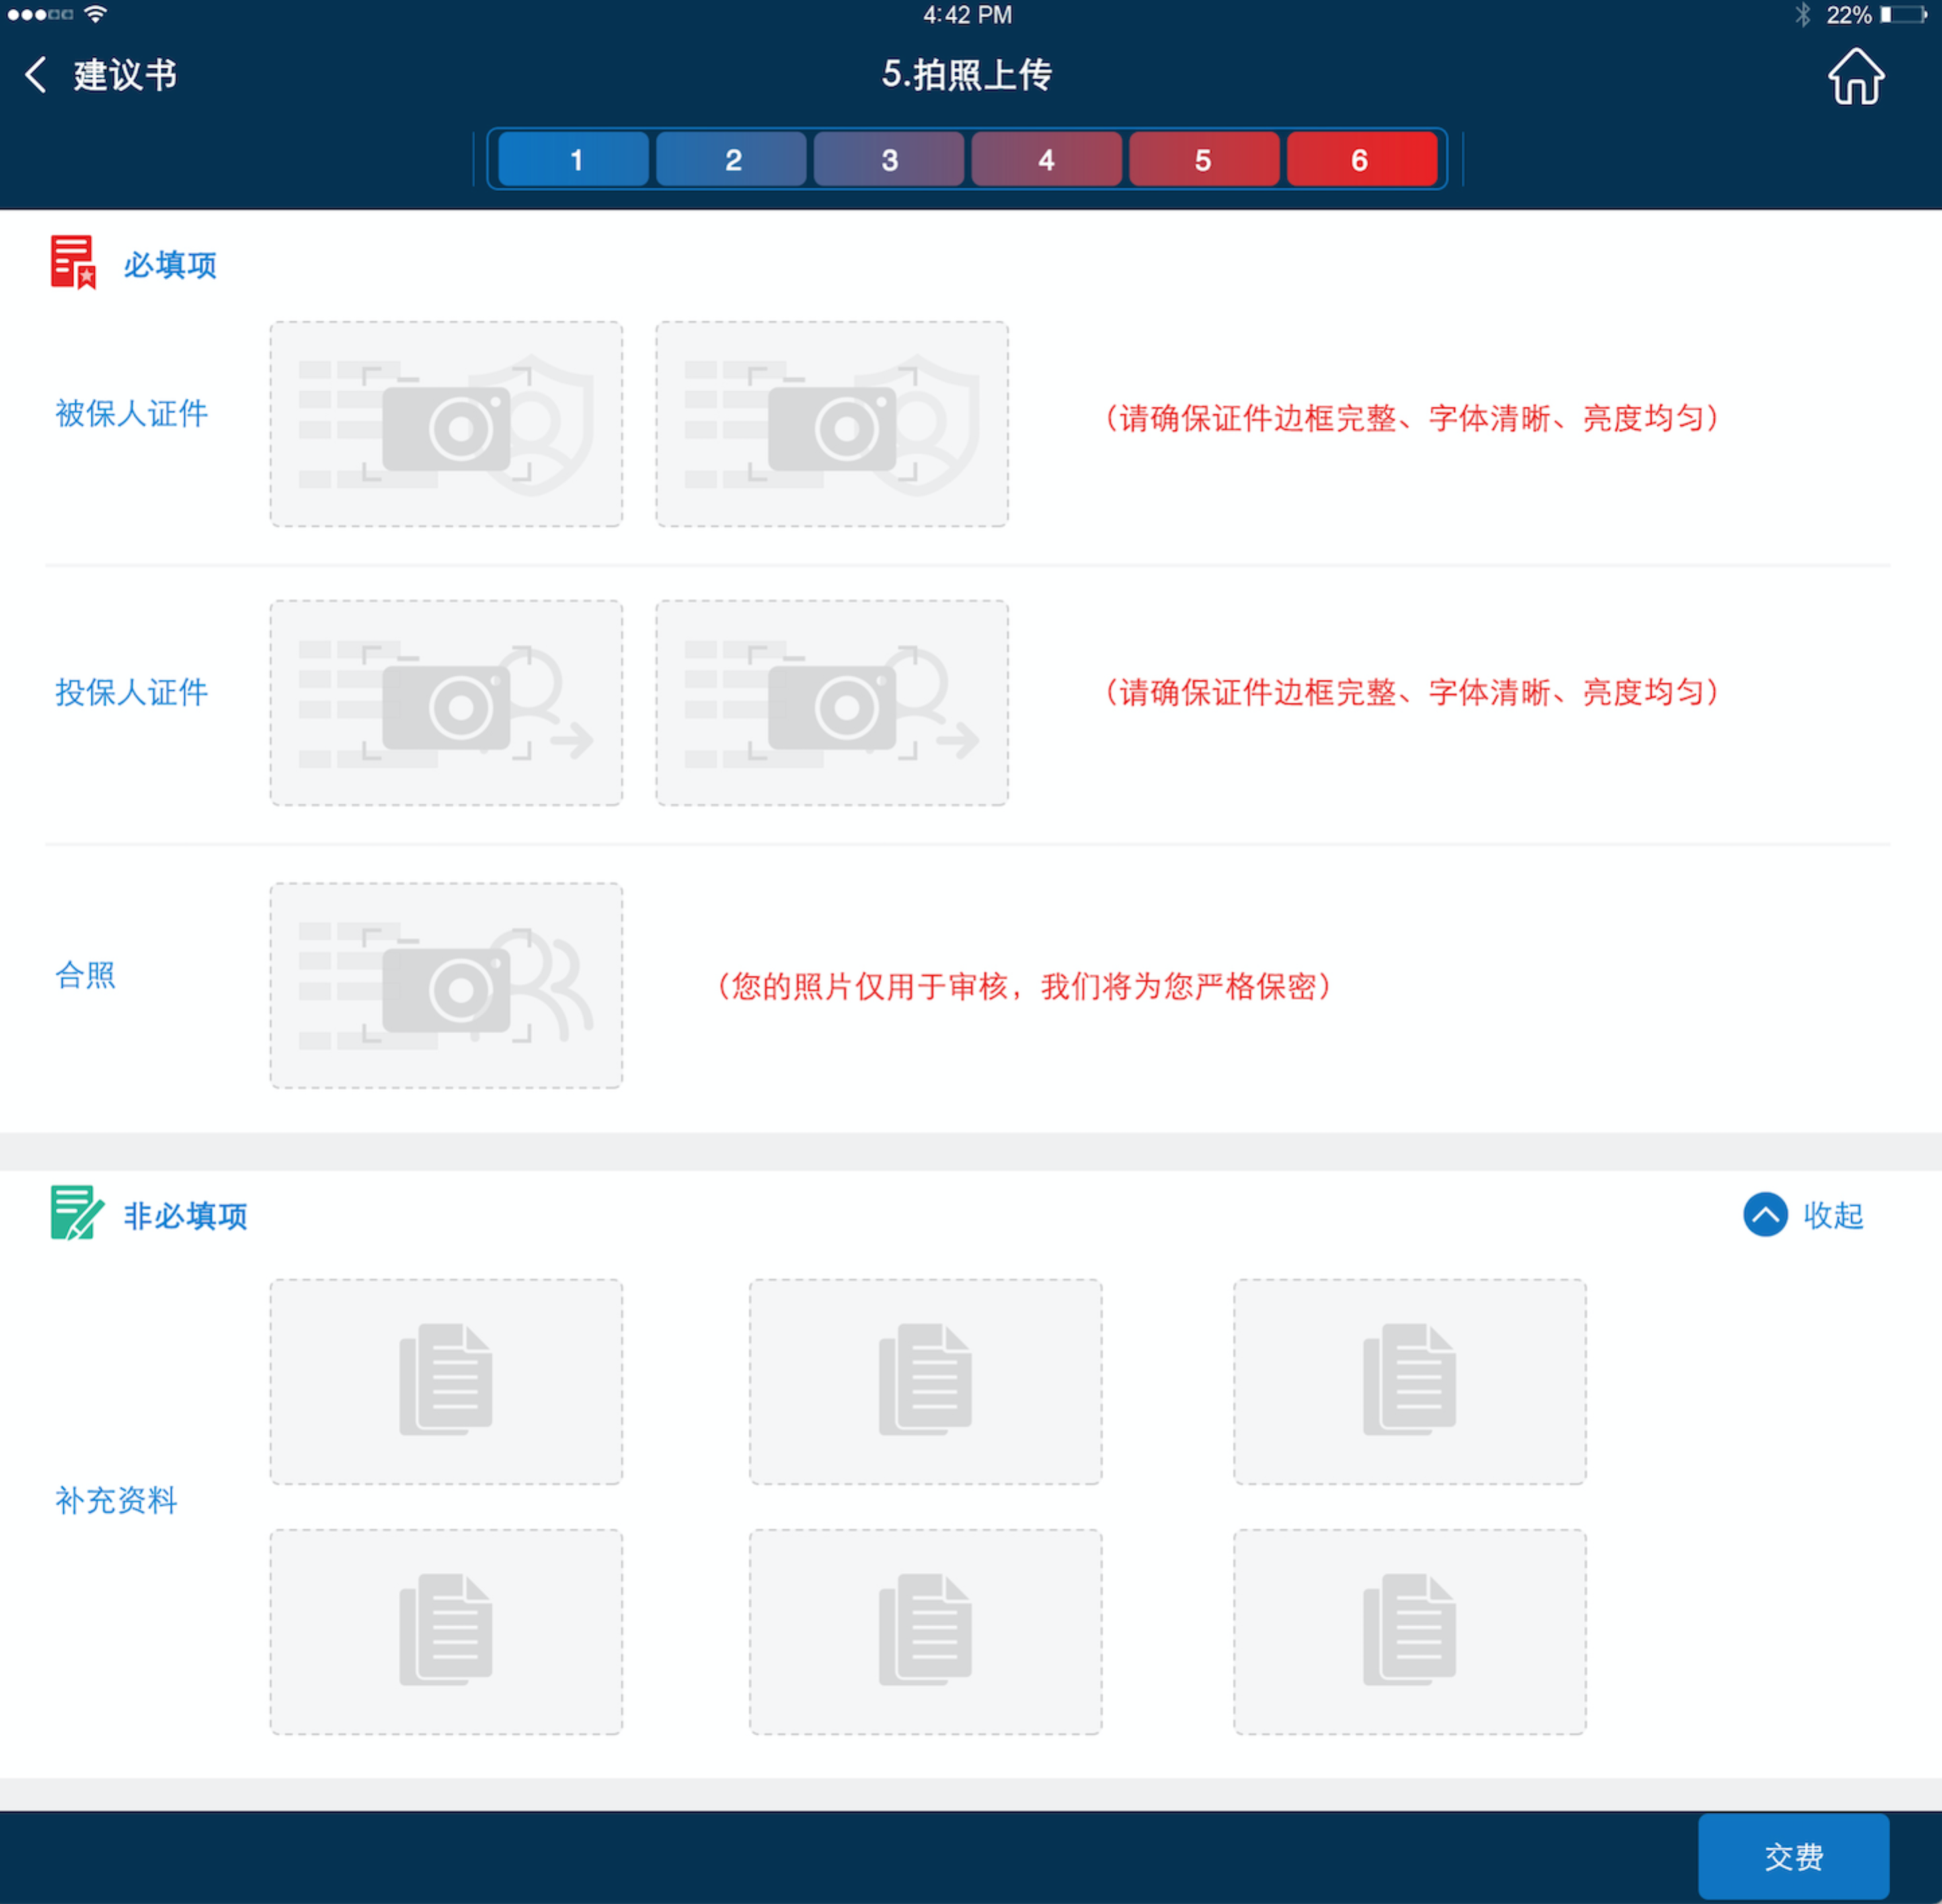 4:42 PM
22%
建议书
5.拍照上传
1 2 3 4 5 6
必填项
被保人证件
（请确保证件边框完整、字体清晰、亮度均匀）
投保人证件
（请确保证件边框完整、字体清晰、亮度均匀）
合照
（您的照片仅用于审核，我们将为您严格保密）
非必填项
收起
补充资料
交费